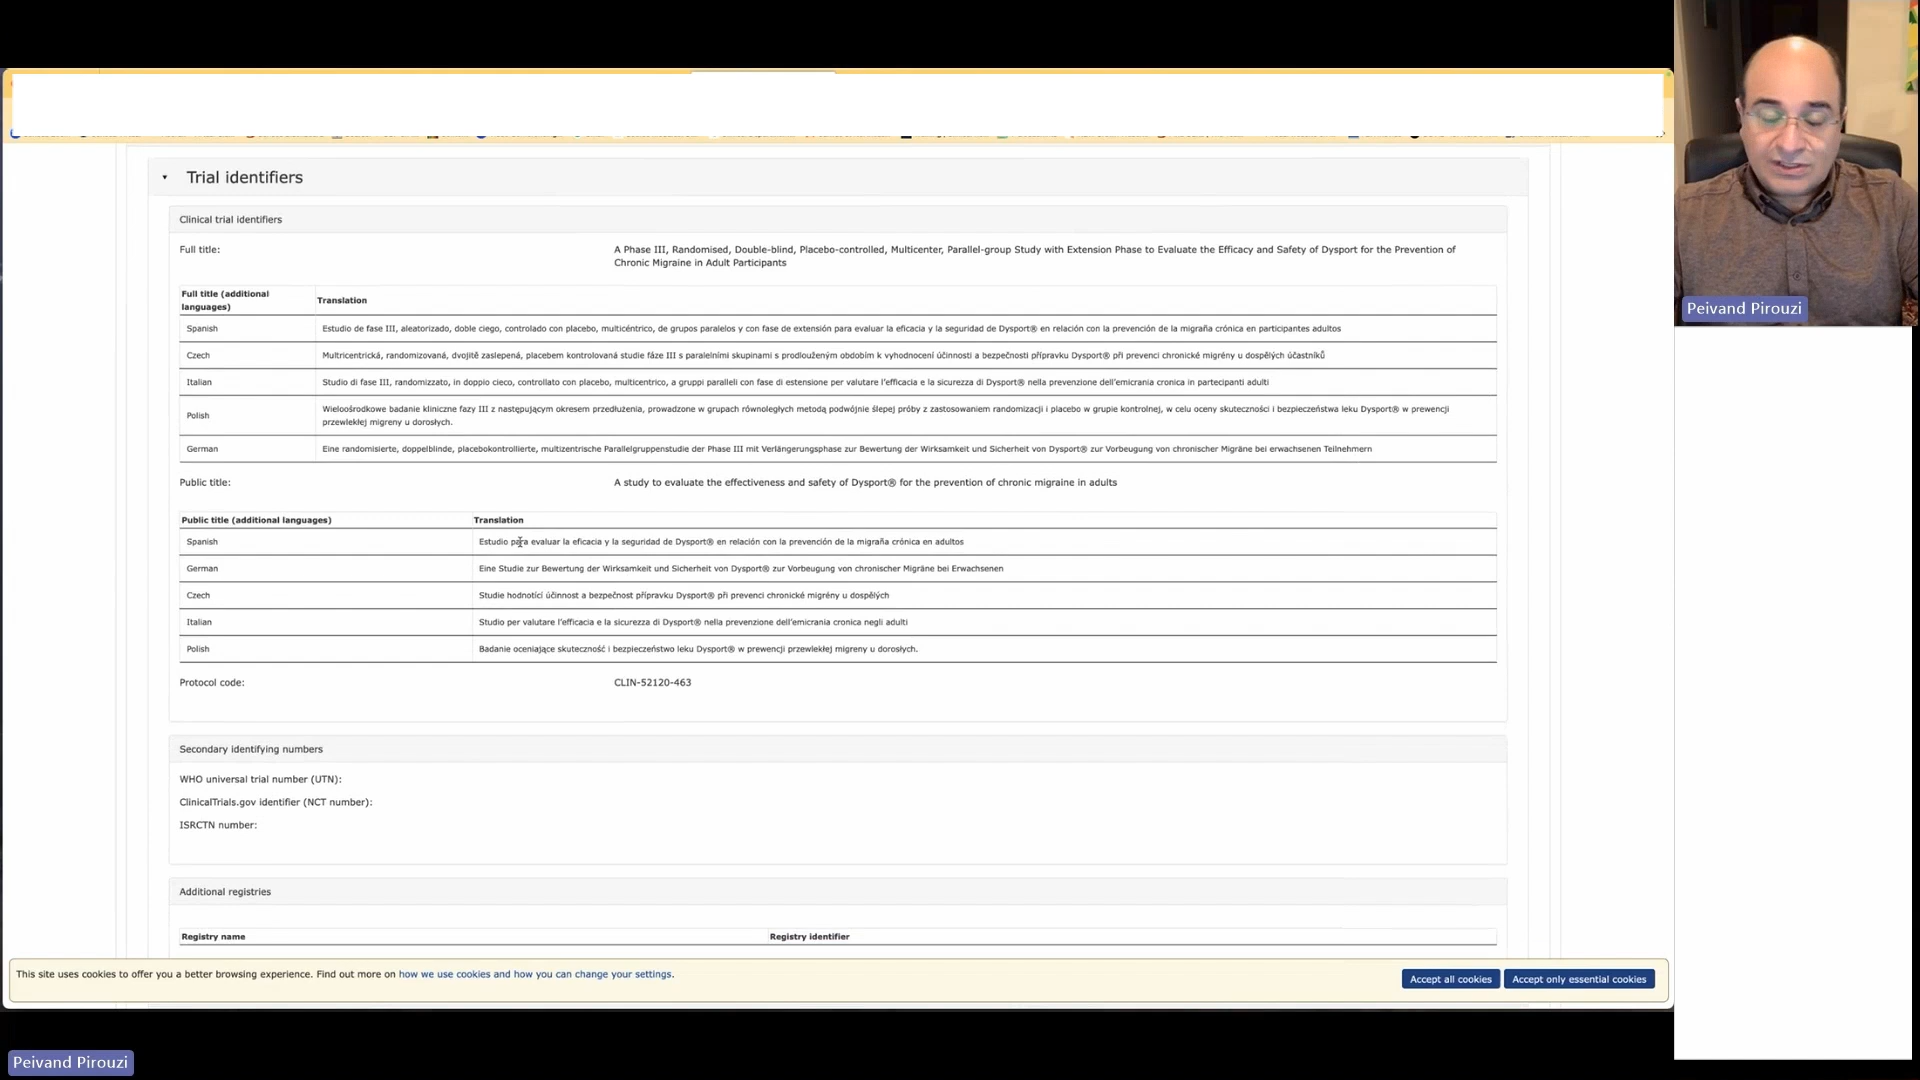 Trial identifiers
Clinical trial identifiers
Full title:
A Phase III, Randomised, Double-blind, Placebo-controlled, Multicenter, Parallel-group Study with Extension Phase to Evaluate the Efficacy and Safety of Dysport for the Prevention of
Chronic Migraine in Adult Participants
Full title (additional
languages)
Translation
Spanish
Estudio de fase III, aleatorizado, doble ciego, controlado con placebo, multicéntrico, de grupos paralelos y con fase de extensión para evaluar la eficacia y la seguridad de Dysport® en relación con la prevención de la migraña crónica en participantes adultos
Czech
Multricentrická, randomizovaná, dvojitě zaslepená, placebem kontrolovaná studie fáze III s paralelními skupinami s prodlouženým obdobím k vyhodnocení účinnosti a bezpečnosti přípravku Dysport® při prevenci chronické migrény u dospělých účastníků
Italian
Studio di fase III, randomizzato, in doppio cieco, controllato con placebo, multicentrico, a gruppi paralleli con fase di estensione per valutare l'efficacia e la sicurezza di Dysport® nella prevenzione dell'emicrania cronica in partecipanti adulti
Polish
Wieloośrodkowe badanie kliniczne fazy III z następującym okresem przedłużenia, prowadzone w grupach równoległych metodą podwójnie ślepej próby z zastosowaniem randomizacji i placebo w grupie kontrolnej, w celu oceny skuteczności i bezpieczeństwa leku Dysport® w prewencji
przewlekłej migreny u dorosłych.
German
Eine randomisierte, doppelblinde, placebokontrollierte, multizentrische Parallelgruppenstudie der Phase III mit Verlängerungsphase zur Bewertung der Wirksamkeit und Sicherheit von Dysport® zur Vorbeugung von chronischer Migräne bei erwachsenen Teilnehmern
Public title:
A study to evaluate the effectiveness and safety of Dysport® for the prevention of chronic migraine in adults
Public title (additional languages)
Translation
Spanish
Estudio para evaluar la eficacia y la seguridad de Dysport® en relación con la prevención de la migraña crónica en adultos
German
Eine Studie zur Bewertung der Wirksamkeit und Sicherheit von Dysport® zur Vorbeugung von chronischer Migräne bei Erwachsenen
Czech
Studie hodnotící účinnost a bezpečnost přípravku Dysport® při prevenci chronické migrény u dospělých
Italian
Studio per valutare l'efficacia e la sicurezza di Dysport® nella prevenzione dell'emicrania cronica negli adulti
Polish
Badanie oceniające skuteczność i bezpieczeństwo leku Dysport® w prewencji przewlekłej migreny u dorosłych.
Protocol code:
CLIN-52120-463
Secondary identifying numbers
WHO universal trial number (UTN):
ClinicalTrials.gov identifier (NCT number):
ISRCTN number:
Additional registries
Registry name
Registry identifier
This site uses cookies to offer you a better browsing experience. Find out more on how we use cookies and how you can change your settings.
Accept all cookies
Accept only essential cookies
Peivand Pirouzi
Peivand Pirouzi